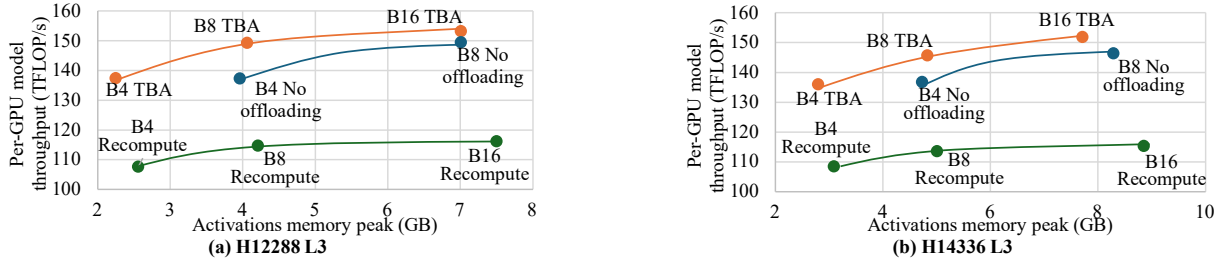 Per-GPU model
throughput (TFLOP/s)
160
150
140
130
120
110
100
B16 TBA
B8 TBA
B8 No
offloading
B4 TBA
B4 No
offloading
B4
Recompute
B8
Recompute
B16
Recompute
2 3 4 5 6 7 8
Activations memory peak (GB)
(a) H12288 L3
Per-GPU model
throughput (TFLOP/s)
160
150
140
130
120
110
100
B16 TBA
B8 TBA
B8 No
offloading
B4 TBA
B4 No
offloading
B4
Recompute
B8
Recompute
B16
Recompute
2 4 6 8 10
Activations memory peak (GB)
(b) H14336 L3